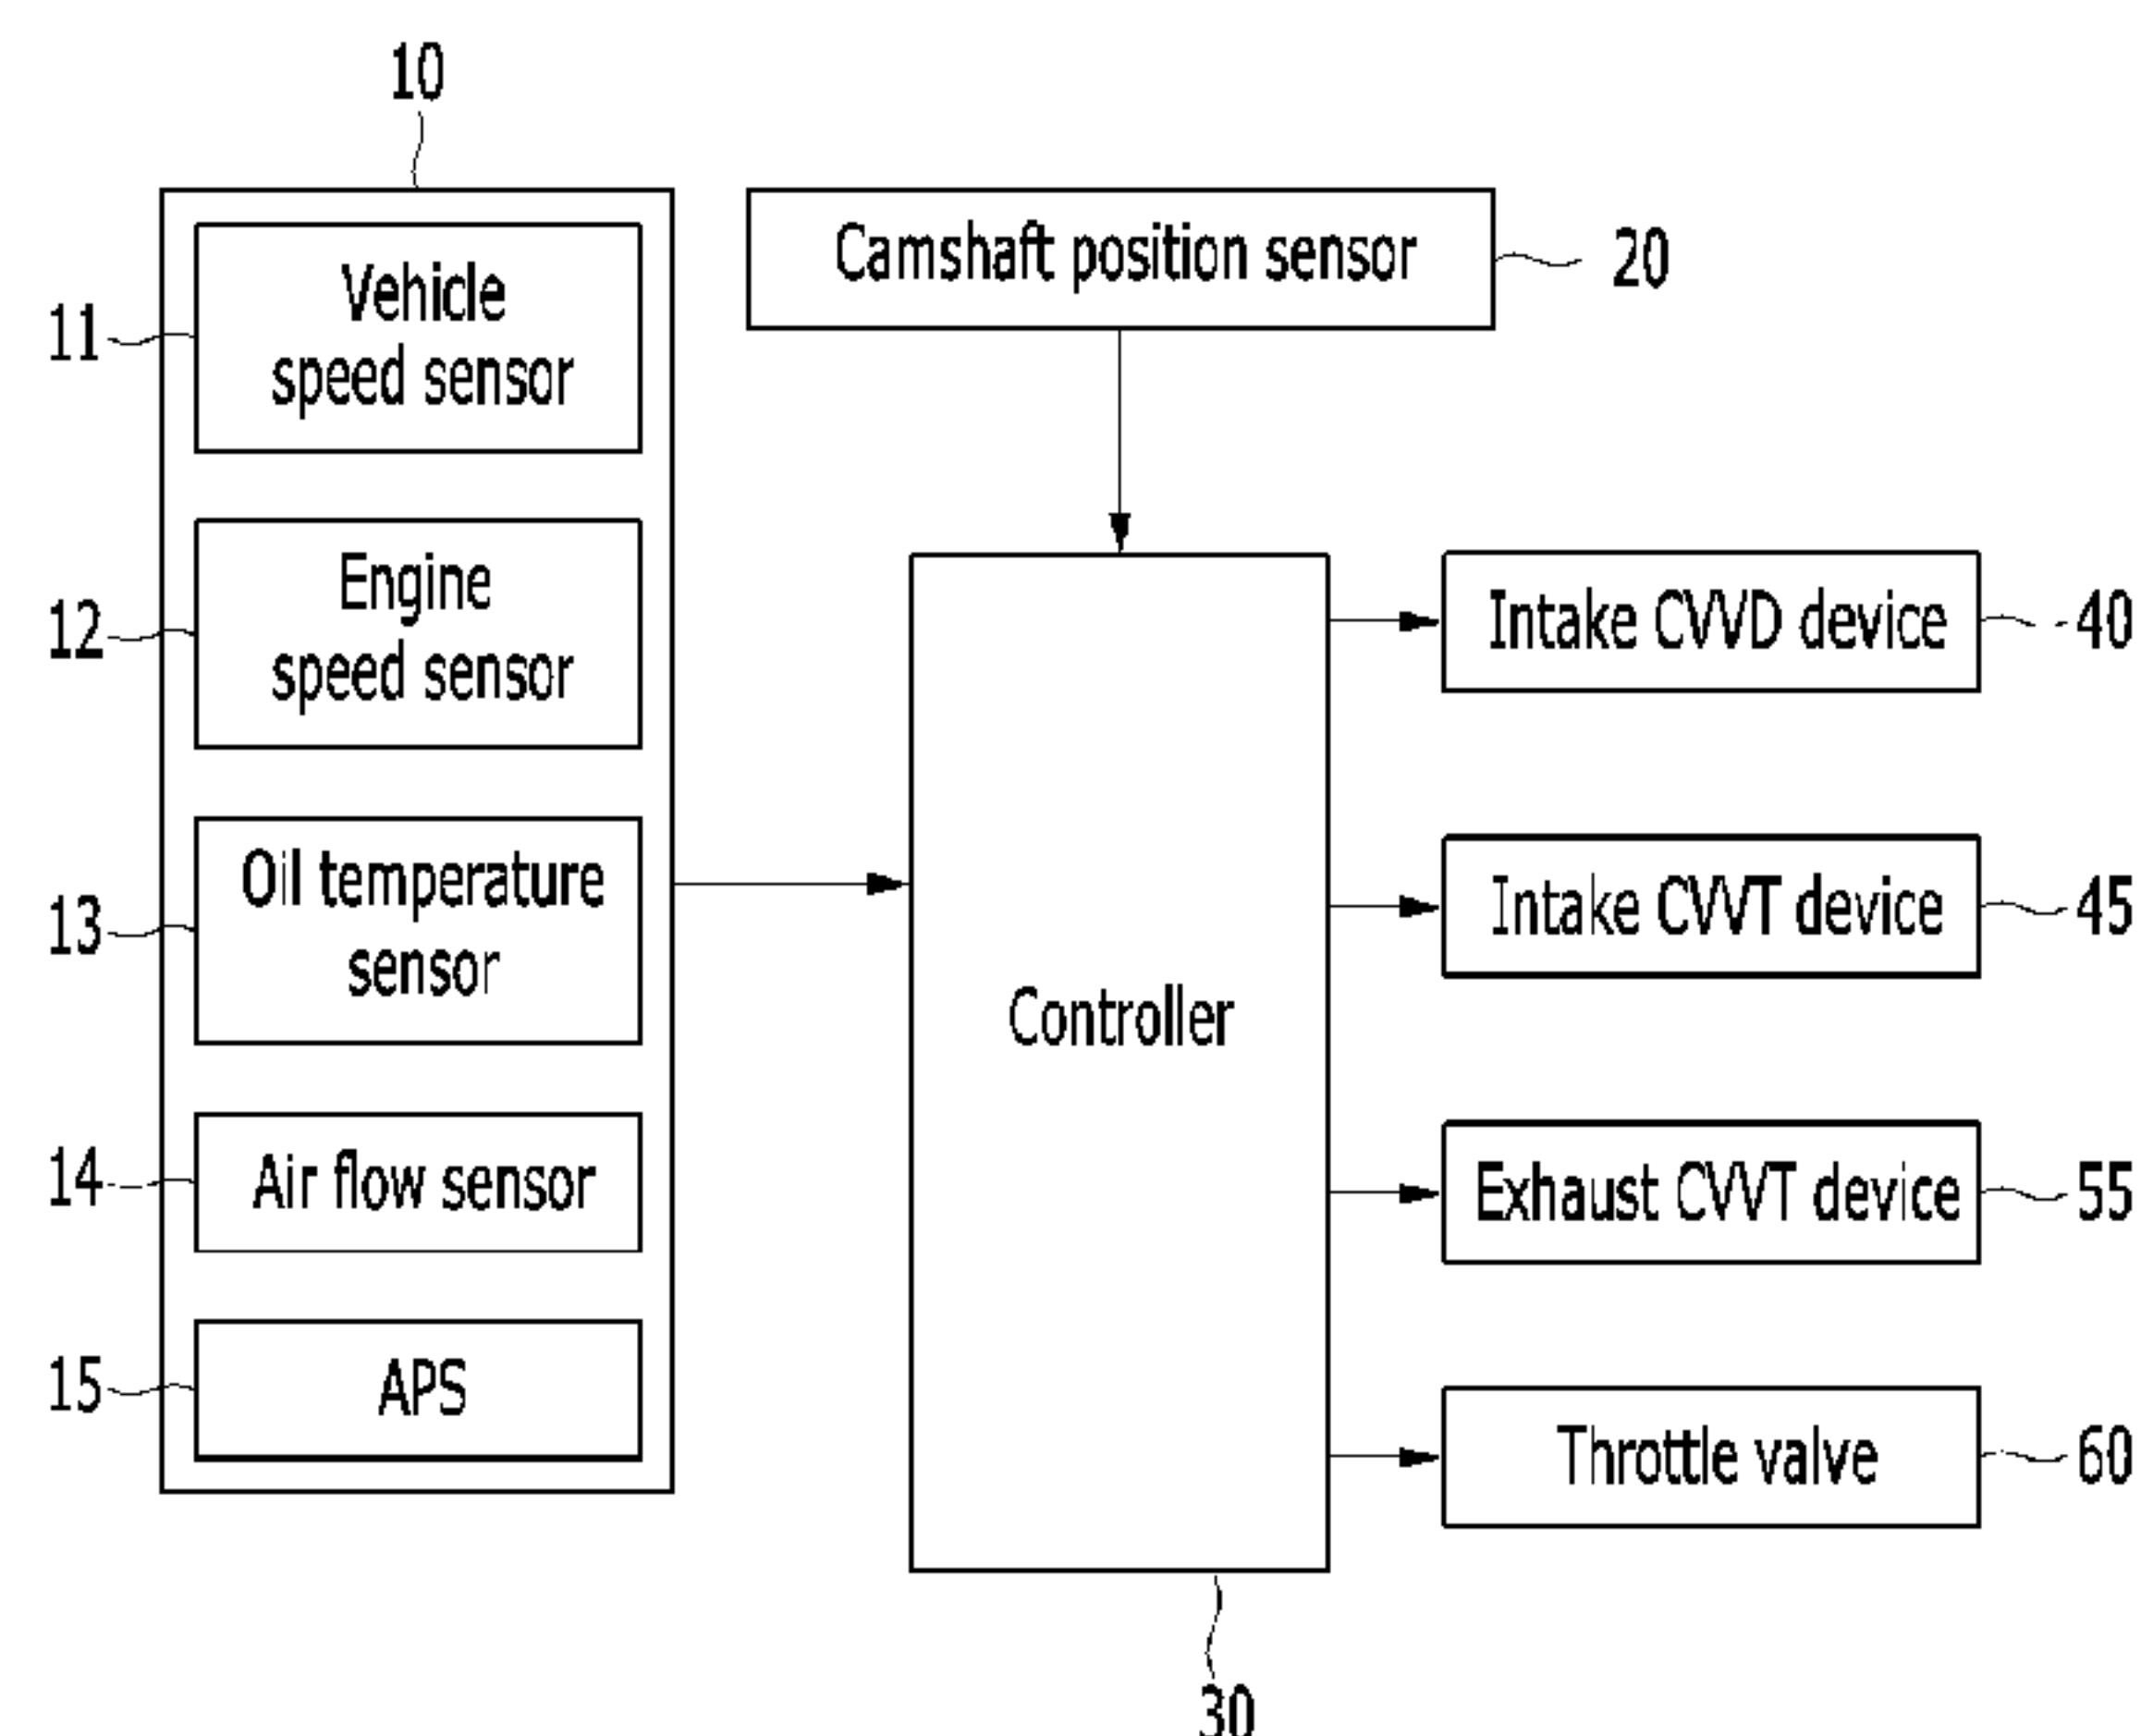 10
Vehicle
speed sensor
11
Engine
speed sensor
12
Oil temperature
sensor
13
Air flow sensor
14
APS
15
Camshaft position sensor
20
Controller
30
Intake CVVD device
40
Intake CVVT device
45
Exhaust CVVT device
55
Throttle valve
60